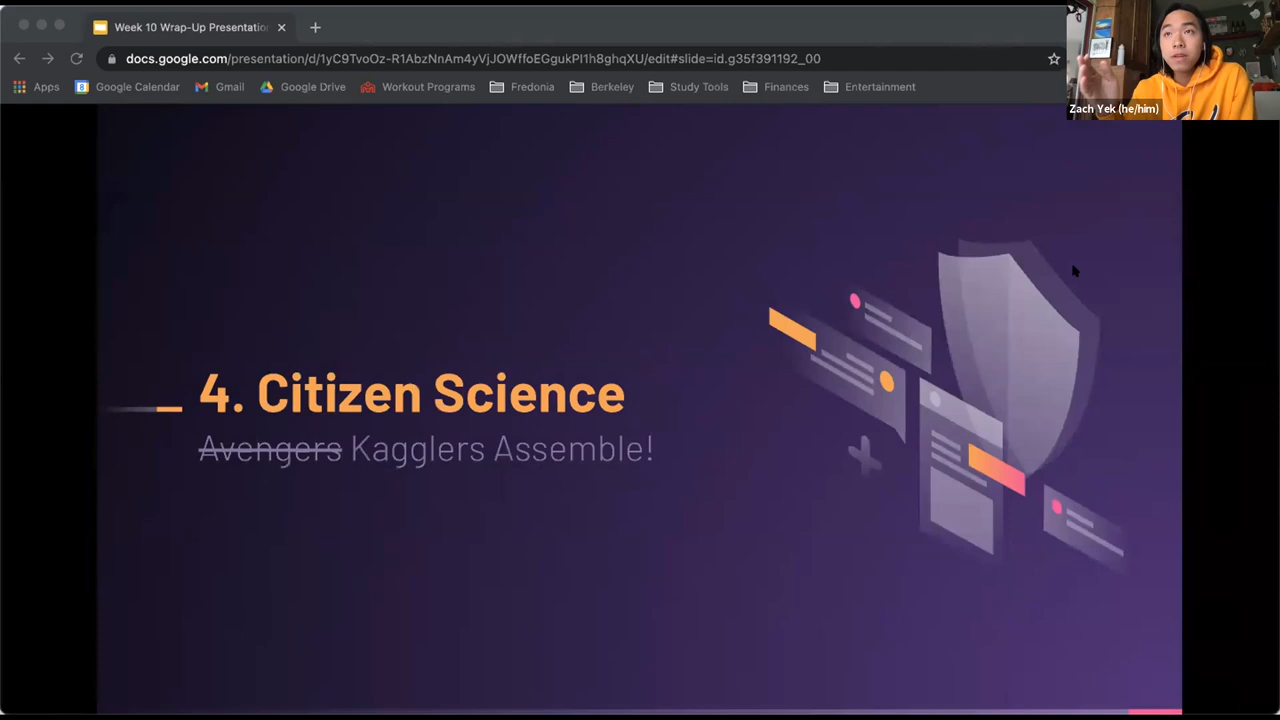 Week 10 Wrap-Up Presentatio
docs.google.com/presentation/d/1yC9TvoOz-R1AbzNnAm4yVjJOWffoEGgukPI1h8ghqXU/edit#slide=id.g35f391192_00
Apps
8
Google Calendar
Gmail
Google Drive
Workout Programs
Fredonia
Berkeley
Study Tools
Finances
Entertainment
Zach Yek (he/him)
4. Citizen Science
Avengers Kagglers Assemble!